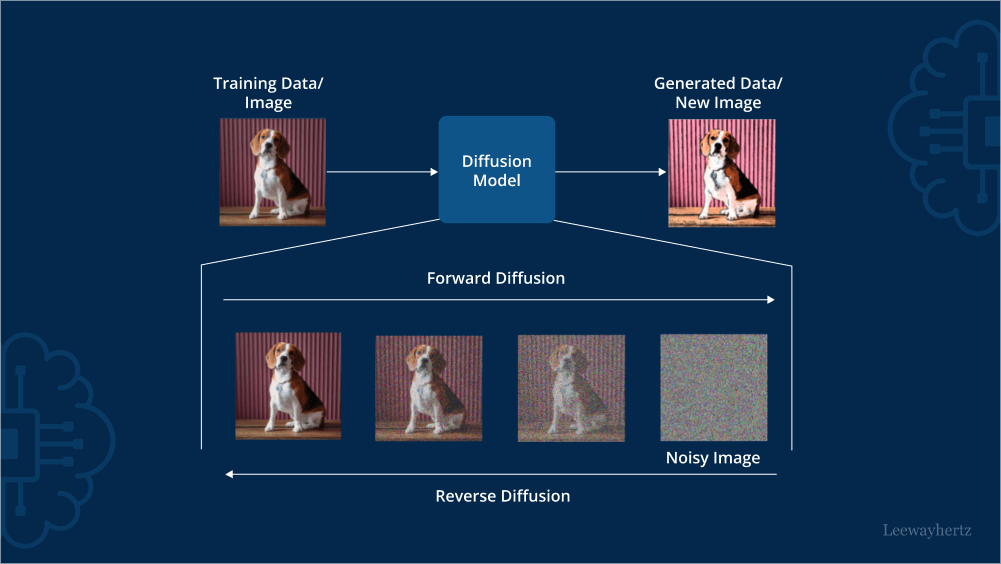 Training Data/
Image
Generated Data/
New Image
Diffusion
Model
Forward Diffusion
Noisy Image
Reverse Diffusion
Leewayhertz